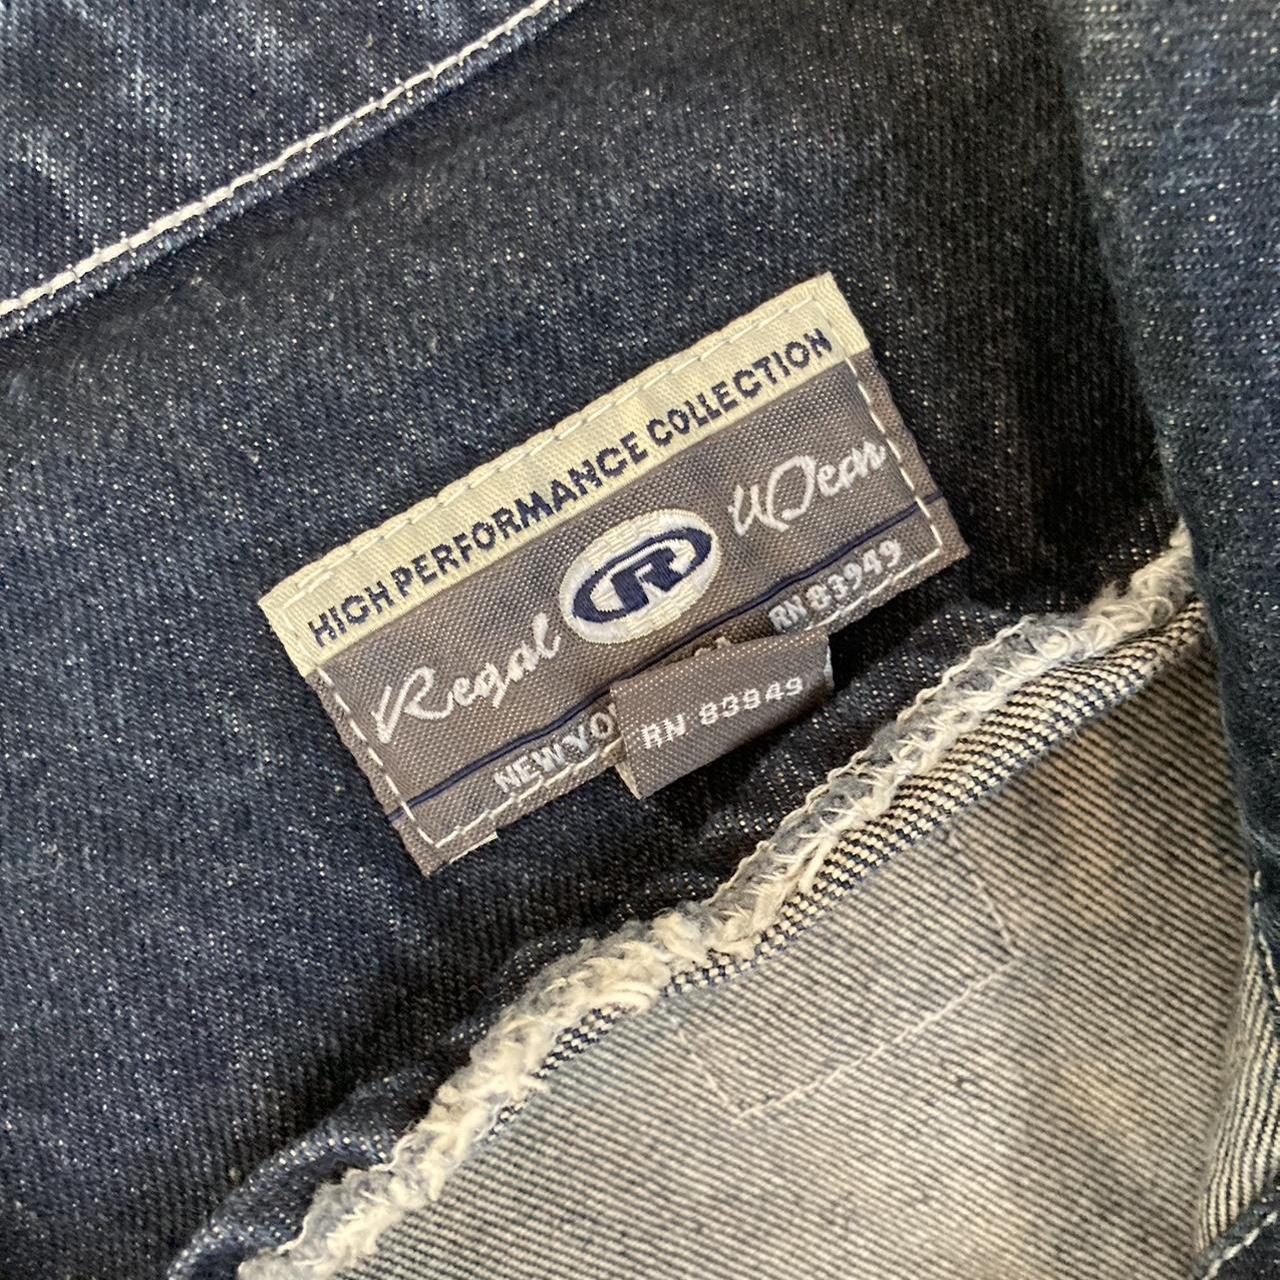 HIGH PERFORMANCE COLLECTION
Regal R Wear
NEW YO RN 83949
RN 83949